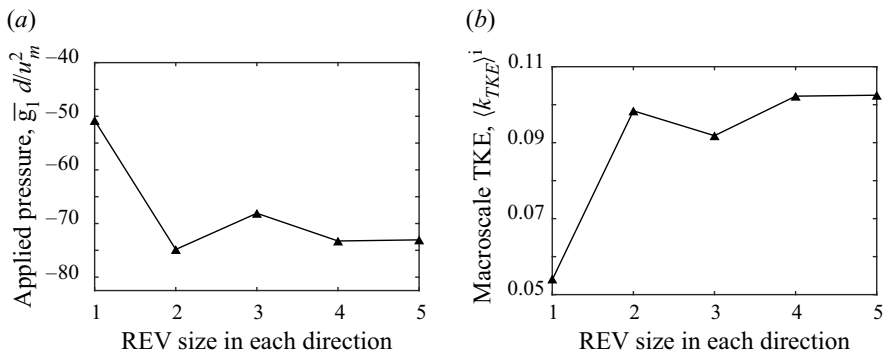 (a)
Applied pressure, g̅₁ d/u²ₘ
−40
−50
−60
−70
−80
1 2 3 4 5
REV size in each direction
(b)
Macroscale TKE, ⟨k_TKE⟩ⁱ
0.11
0.09
0.07
0.05
1 2 3 4 5
REV size in each direction